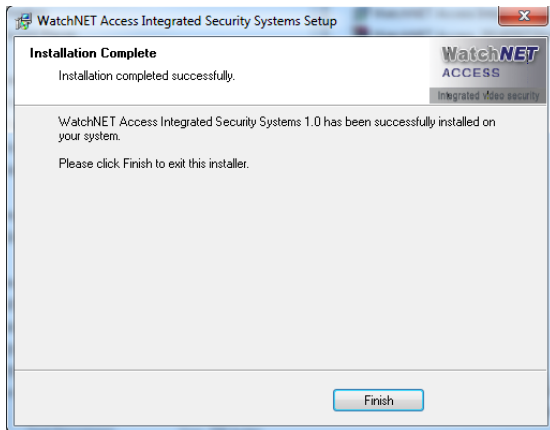 WatchNET Access Integrated Security Systems Setup
Installation Complete
Installation completed successfully.
WatchNET
ACCESS
Integrated video security
WatchNET Access Integrated Security Systems 1.0 has been successfully installed on
your system.
Please click Finish to exit this installer.
Finish